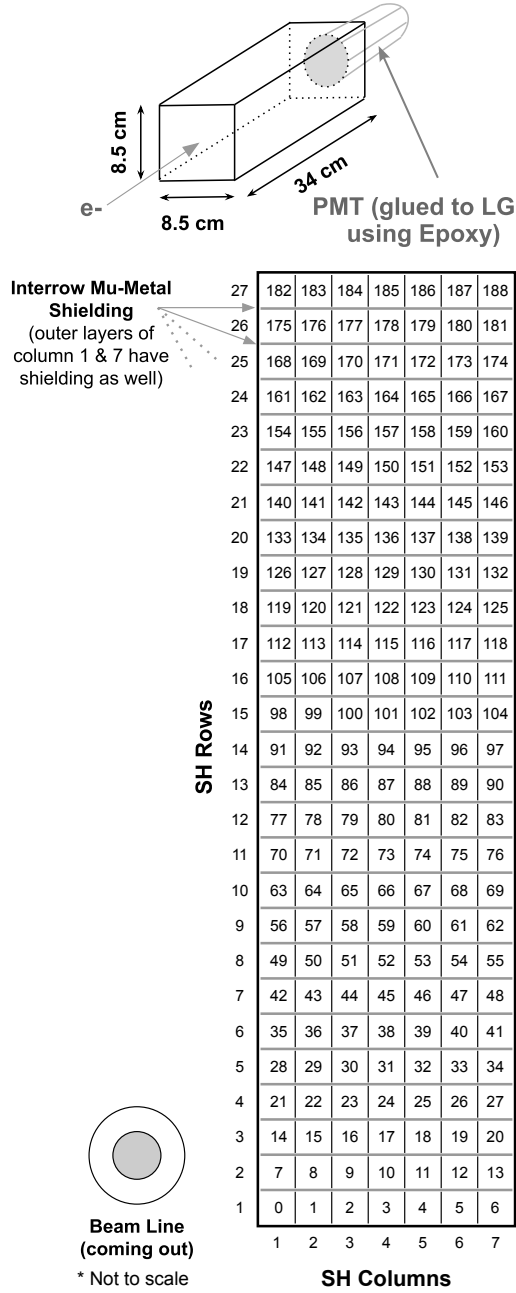 8.5 cm
34 cm
e-
8.5 cm
PMT (glued to LG
using Epoxy)
Interrow Mu-Metal
Shielding
(outer layers of
column 1 & 7 have
shielding as well)
27 182 183 184 185 186 187 188
26 175 176 177 178 179 180 181
25 168 169 170 171 172 173 174
24 161 162 163 164 165 166 167
23 154 155 156 157 158 159 160
22 147 148 149 150 151 152 153
21 140 141 142 143 144 145 146
20 133 134 135 136 137 138 139
19 126 127 128 129 130 131 132
18 119 120 121 122 123 124 125
17 112 113 114 115 116 117 118
16 105 106 107 108 109 110 111
15 98 99 100 101 102 103 104
14 91 92 93 94 95 96 97
13 84 85 86 87 88 89 90
12 77 78 79 80 81 82 83
11 70 71 72 73 74 75 76
10 63 64 65 66 67 68 69
9 56 57 58 59 60 61 62
8 49 50 51 52 53 54 55
7 42 43 44 45 46 47 48
6 35 36 37 38 39 40 41
5 28 29 30 31 32 33 34
4 21 22 23 24 25 26 27
3 14 15 16 17 18 19 20
2 7 8 9 10 11 12 13
1 0 1 2 3 4 5 6
1 2 3 4 5 6 7
SH Rows
SH Columns
Beam Line
(coming out)
* Not to scale